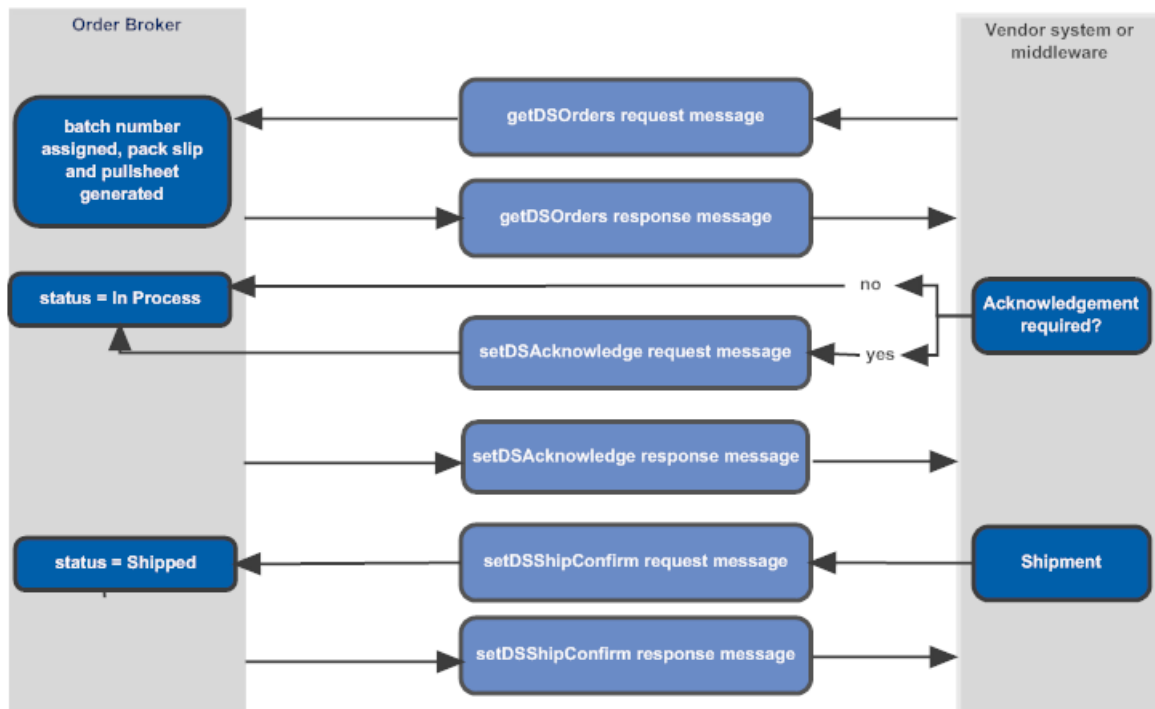 Order Broker
Vendor system or
middleware
getDSOrders request message
batch number
assigned, pack slip
and pullsheet
generated
getDSOrders response message
no
status = In Process
Acknowledgement
required?
setDSAcknowledge request message
yes
setDSAcknowledge response message
status = Shipped
setDSShipConfirm request message
Shipment
setDSShipConfirm response message